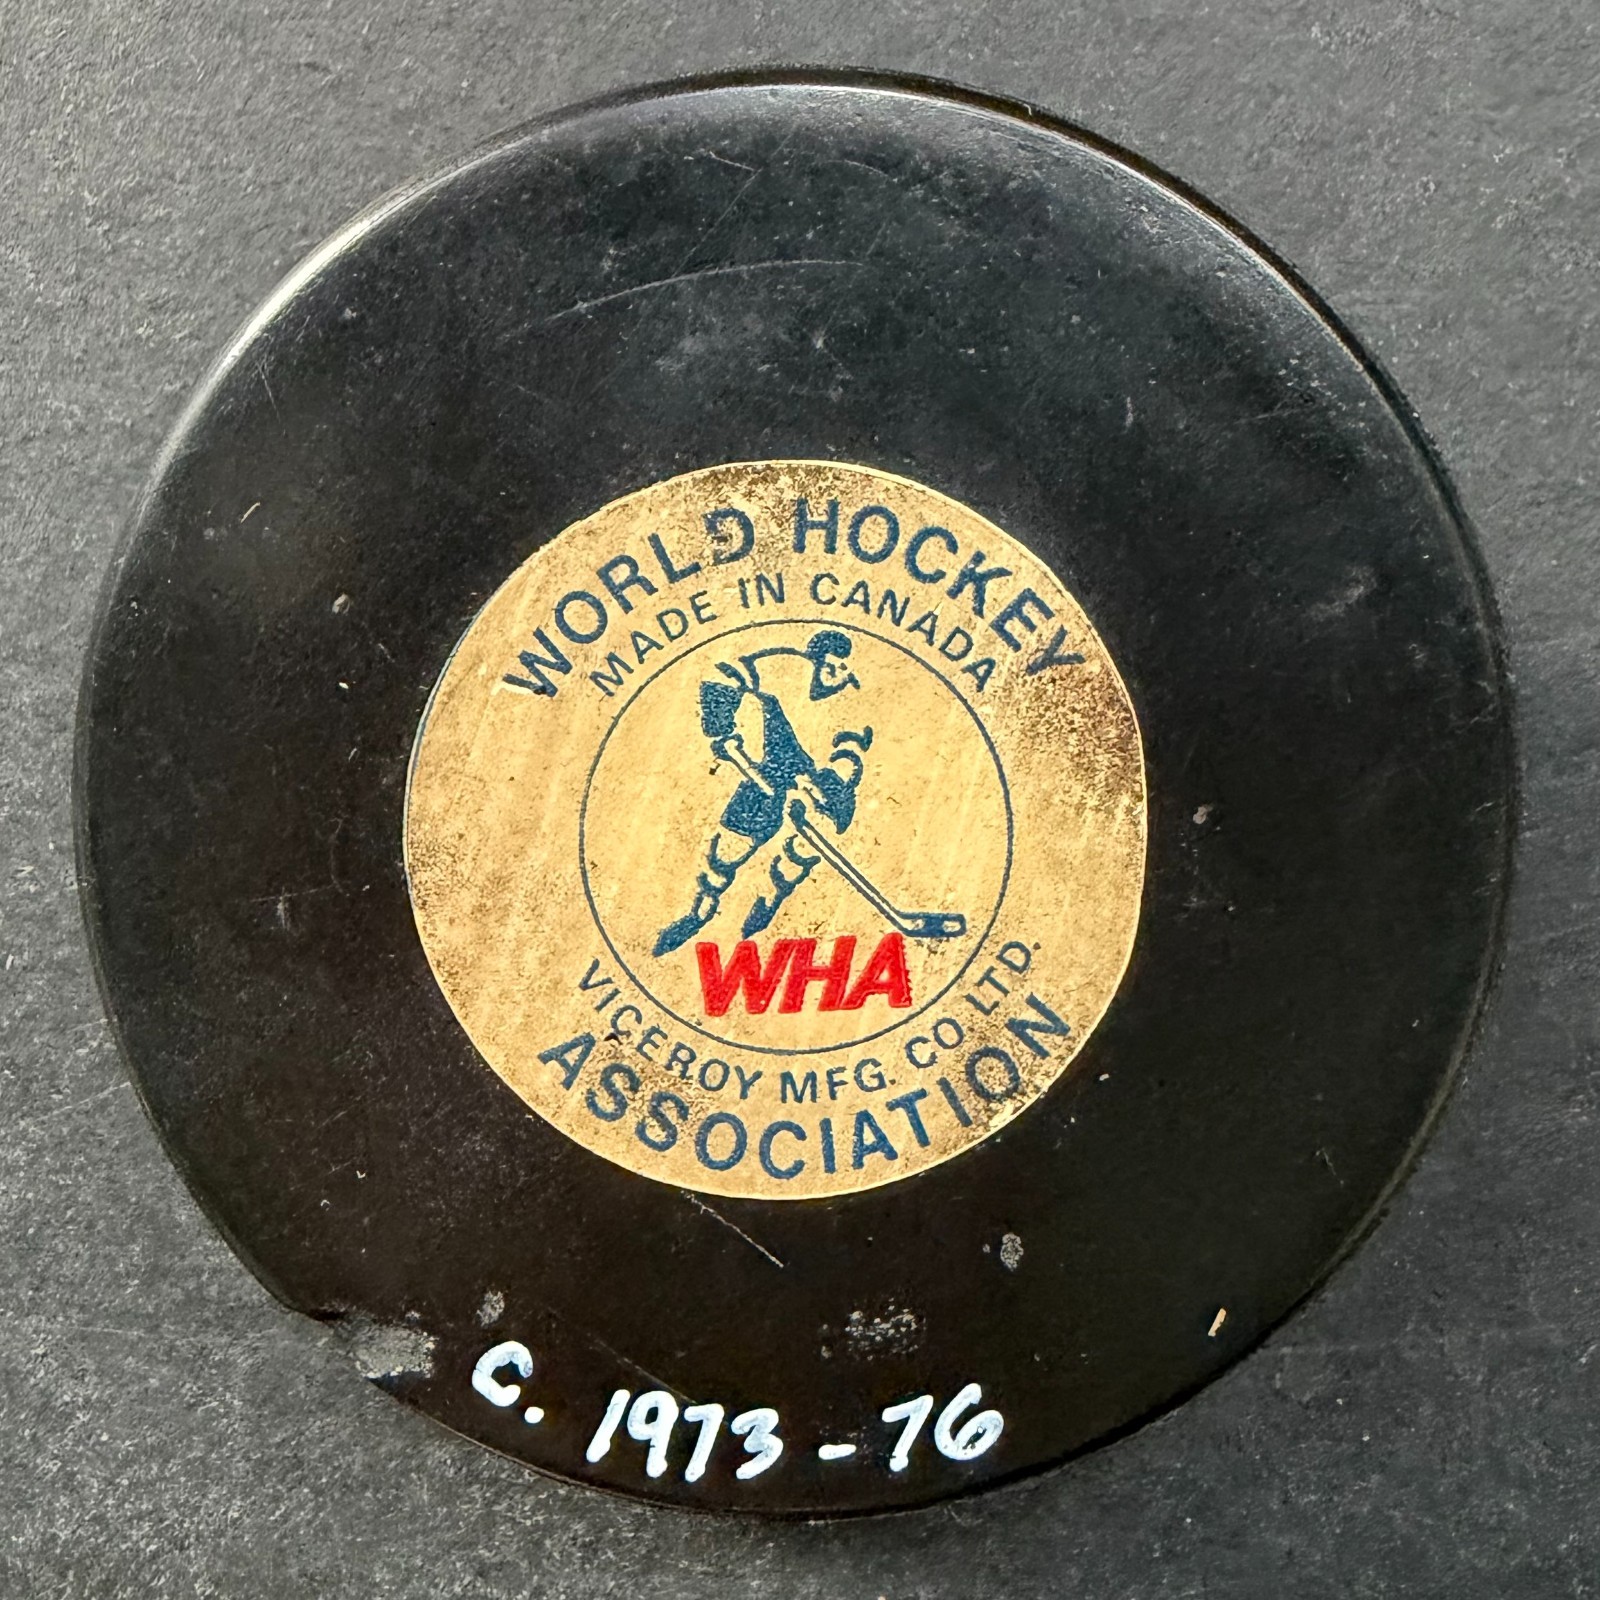 WORLD HOCKEY
MADE IN CANADA
WHA
VICEROY MFG. CO. LTD.
ASSOCIATION
c. 1973-76